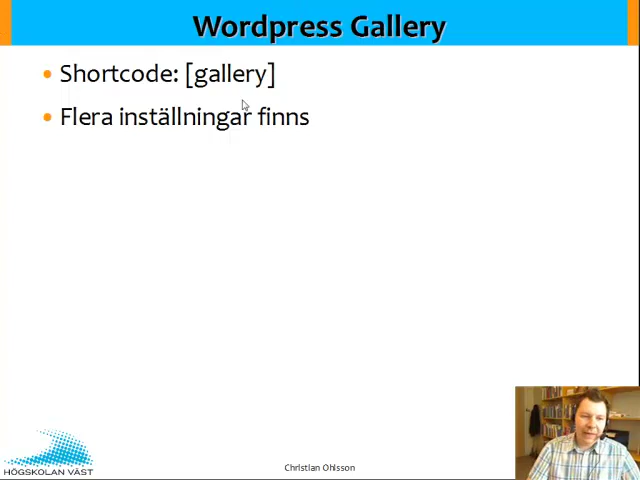 Wordpress Gallery
Shortcode: [gallery]
Flera inställningar finns
HÖGSKOLAN VÄST
Christian Ohlsson